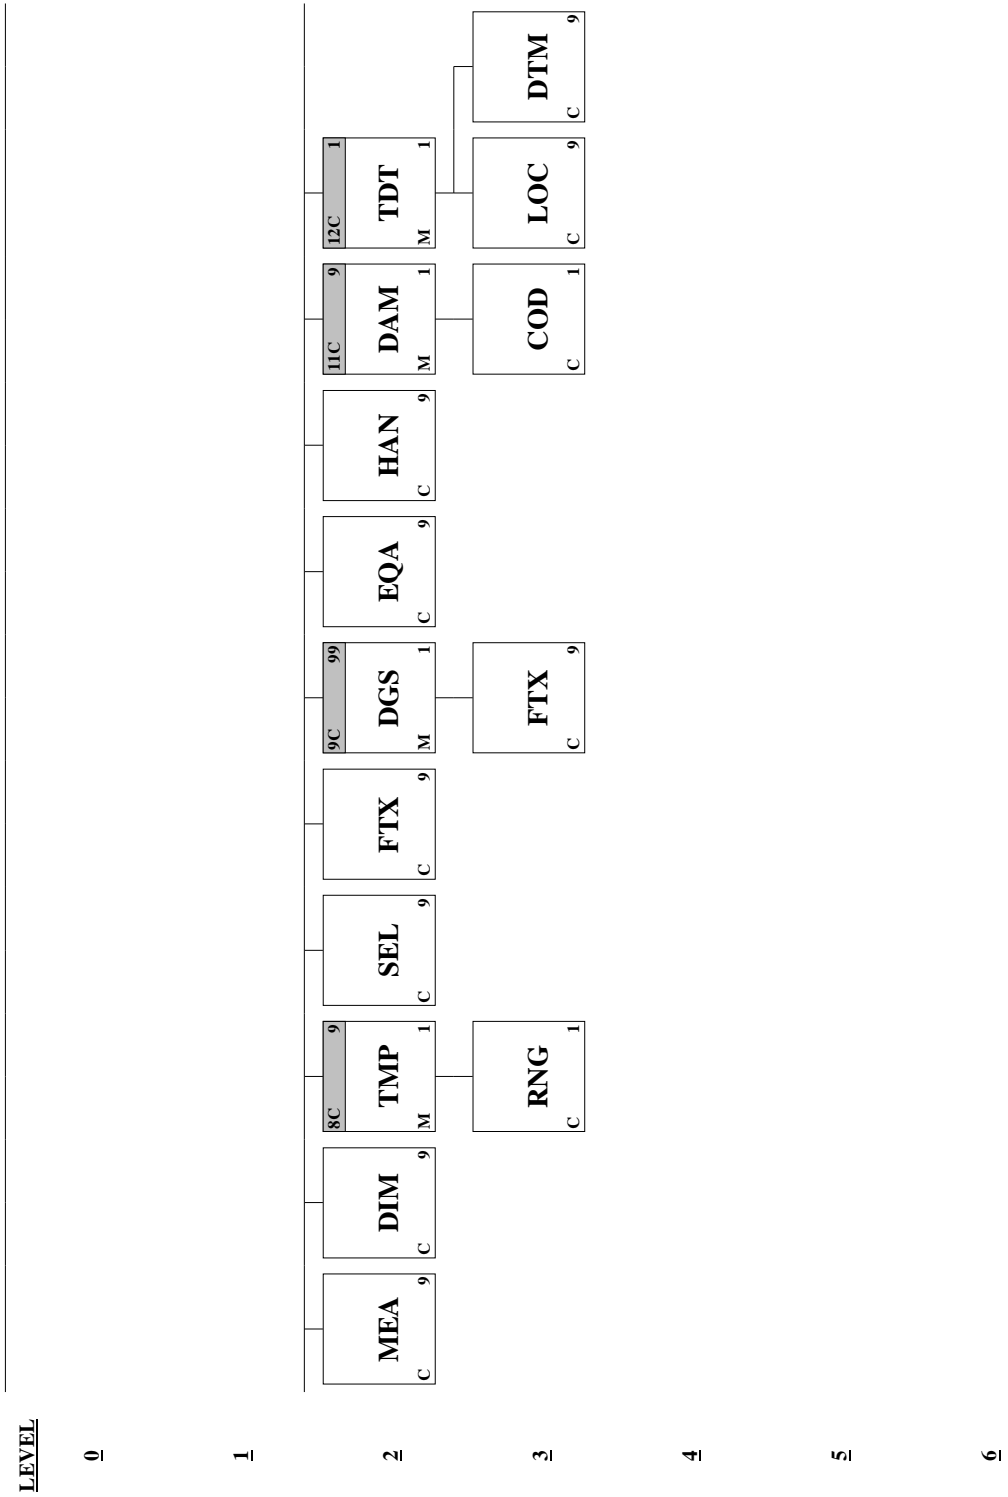 LEVEL
0
1
2
MEA
C 9
DIM
C 9
8C 9
TMP
M 1
SEL
C 9
FTX
C 9
9C 99
DGS
M 1
EQA
C 9
HAN
C 9
11C 9
DAM
M 1
12C 1
TDT
M 1
3
RNG
C 1
FTX
C 9
COD
C 1
LOC
C 9
DTM
C 9
4
5
6